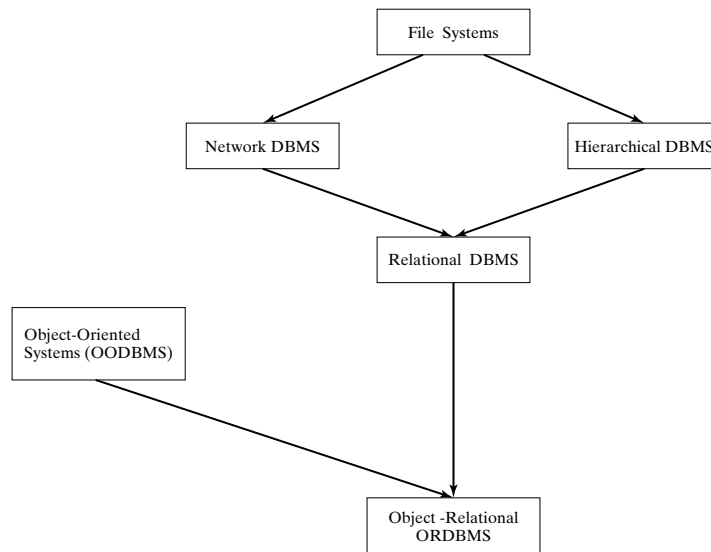 File Systems
Network DBMS
Hierarchical DBMS
Relational DBMS
Object-Oriented
Systems (OODBMS)
Object -Relational
ORDBMS